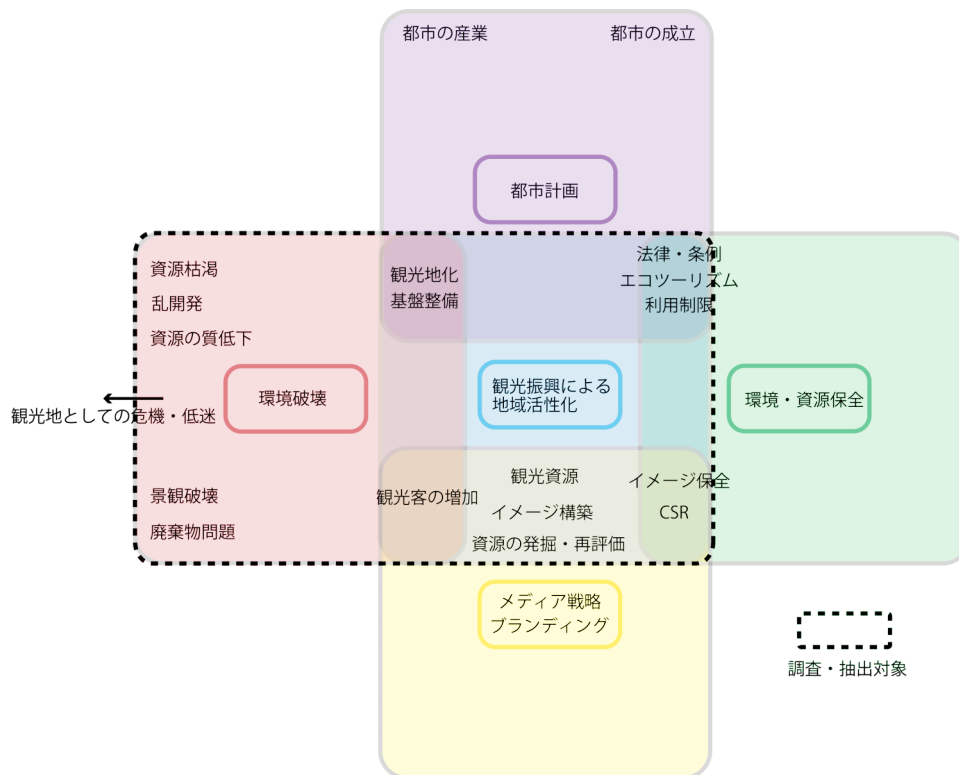 都市の産業
都市の成立
都市計画
資源枯渇
乱開発
資源の質低下
観光地化
基盤整備
法律・条例
エコツーリズム
利用制限
環境破壊
観光振興による
地域活性化
環境・資源保全
観光地としての危機・低迷
景観破壊
廃棄物問題
観光客の増加
観光資源
イメージ構築
資源の発掘・再評価
イメージ保全
CSR
メディア戦略
ブランディング
調査・抽出対象